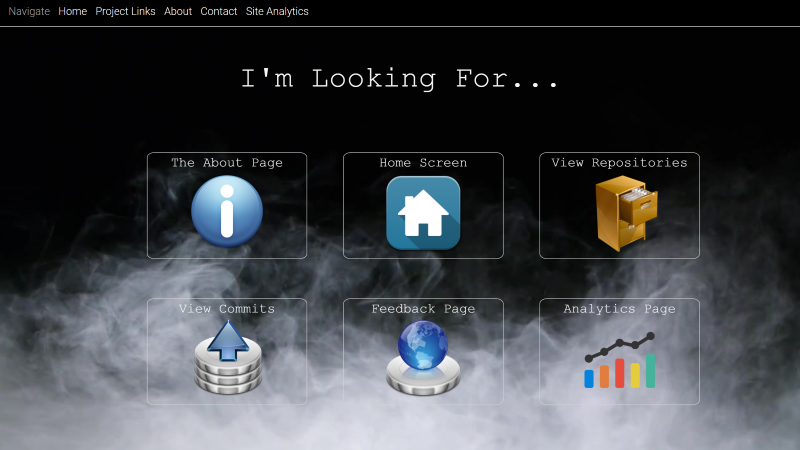 Navigate Home Project Links About Contact Site Analytics
I'm Looking For...
The About Page
Home Screen
View Repositories
View Commits
Feedback Page
Analytics Page